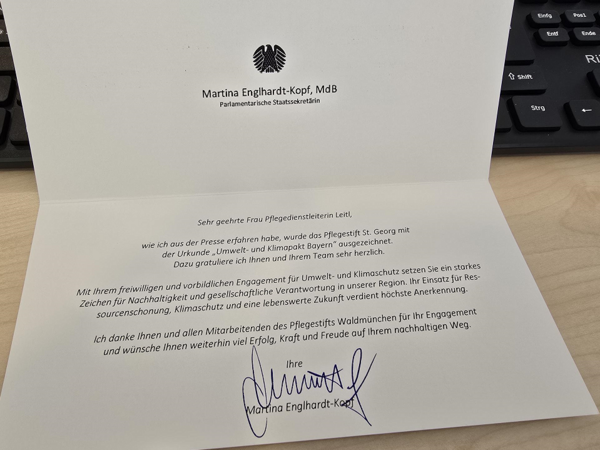 Einfg
Pos1
Entf
Ende
Shift
Strg
Martina Englhardt-Kopf, MdB
Parlamentarische Staatssekretärin
Sehr geehrte Frau Pflegedienstleiterin Leitl,
wie ich aus der Presse erfahren habe, wurde das Pflegestift St. Georg mit
der Urkunde „Umwelt- und Klimapakt Bayern“ ausgezeichnet.
Dazu gratuliere ich Ihnen und Ihrem Team sehr herzlich.
Mit Ihrem freiwilligen und vorbildlichen Engagement für Umwelt- und Klimaschutz setzen Sie ein starkes
Zeichen für Nachhaltigkeit und gesellschaftliche Verantwortung in unserer Region. Ihr Einsatz für Res-
sourcenschonung, Klimaschutz und eine lebenswerte Zukunft verdient höchste Anerkennung.
Ich danke Ihnen und allen Mitarbeitenden des Pflegestifts Waldmünchen für Ihr Engagement
und wünsche Ihnen weiterhin viel Erfolg, Kraft und Freude auf Ihrem nachhaltigen Weg.
Ihre
Martina Englhardt-Kopf